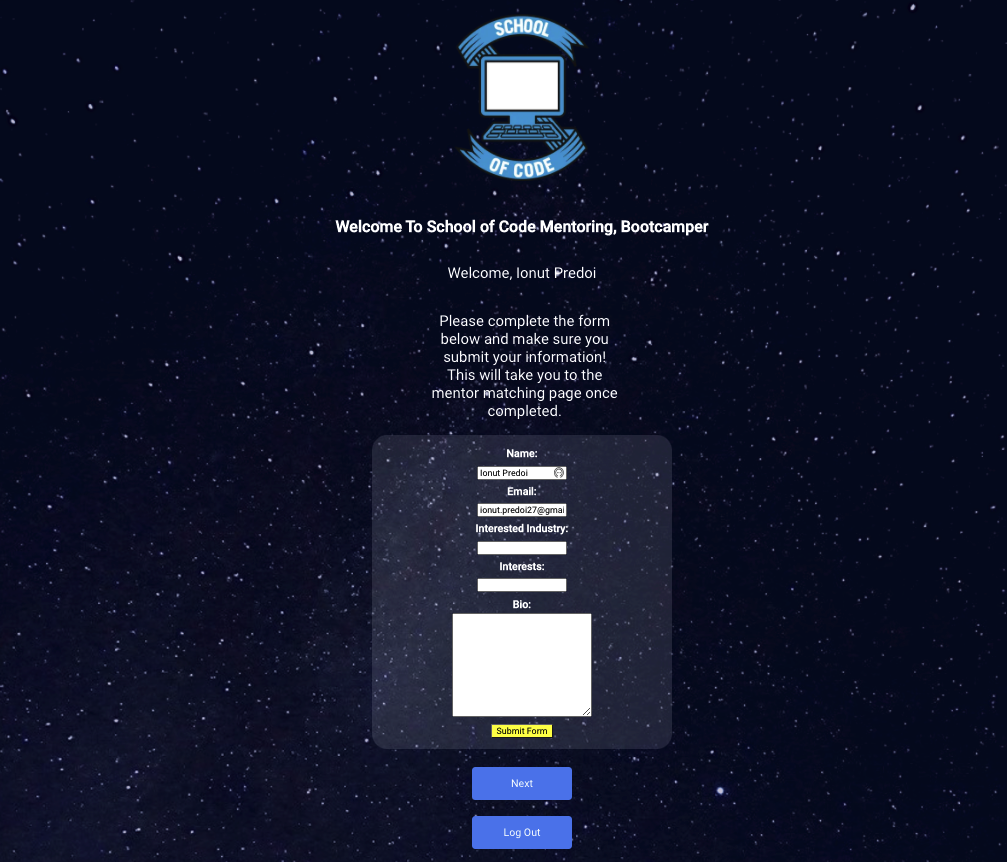 SCHOOL
OF CODE
Welcome To School of Code Mentoring, Bootcamper
Welcome, Ionut Predoi
Please complete the form
below and make sure you
submit your information!
This will take you to the
mentor matching page once
completed.
Name:
Ionut Predoi
Email:
ionut.predoi27@gmai
Interested Industry:
Interests:
Bio:
Submit Form
Next
Log Out